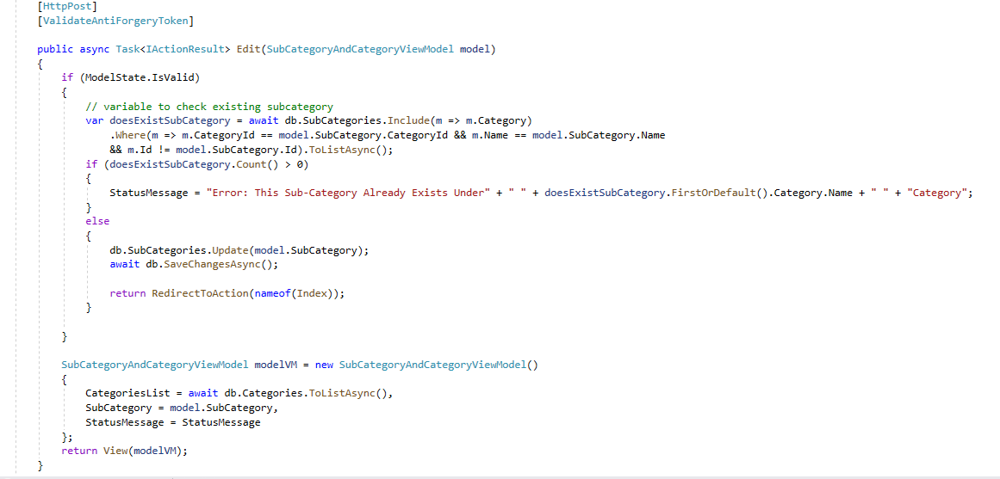 [HttpPost]
[ValidateAntiForgeryToken]
public async Task<IActionResult> Edit(SubCategoryAndCategoryViewModel model)
{
if (ModelState.IsValid)
{
// variable to check existing subcategory
var doesExistSubCategory = await db.SubCategories.Include(m => m.Category)
.Where(m => m.CategoryId == model.SubCategory.CategoryId && m.Name == model.SubCategory.Name
&& m.Id != model.SubCategory.Id).ToListAsync();
if (doesExistSubCategory.Count() > 0)
{
StatusMessage = "Error: This Sub-Category Already Exists Under" + " " + doesExistSubCategory.FirstOrDefault().Category.Name + " " + "Category";
}
else
{
db.SubCategories.Update(model.SubCategory);
await db.SaveChangesAsync();
return RedirectToAction(nameof(Index));
}
}
SubCategoryAndCategoryViewModel modelVM = new SubCategoryAndCategoryViewModel()
{
CategoriesList = await db.Categories.ToListAsync(),
SubCategory = model.SubCategory,
StatusMessage = StatusMessage
};
return View(modelVM);
}